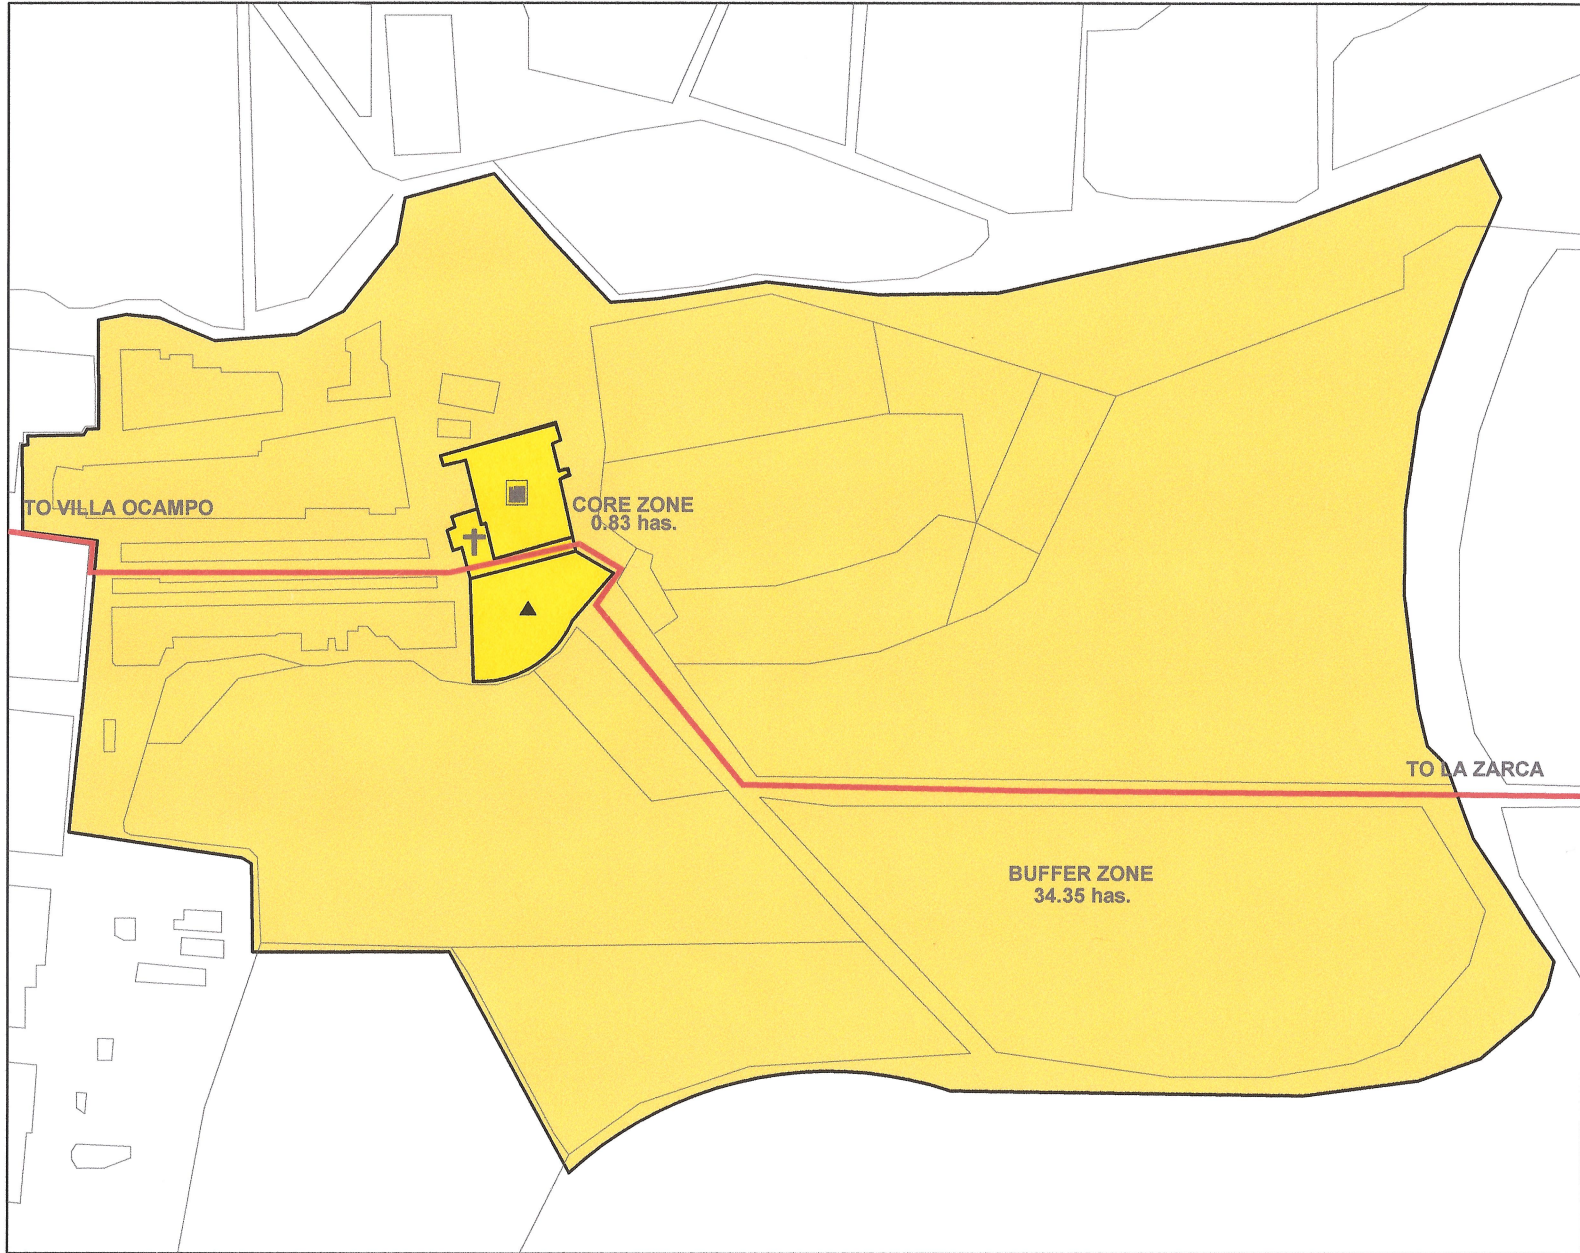 TO VILLA OCAMPO
CORE ZONE
0.83 has.
TO LA ZARCA
BUFFER ZONE
34.35 has.